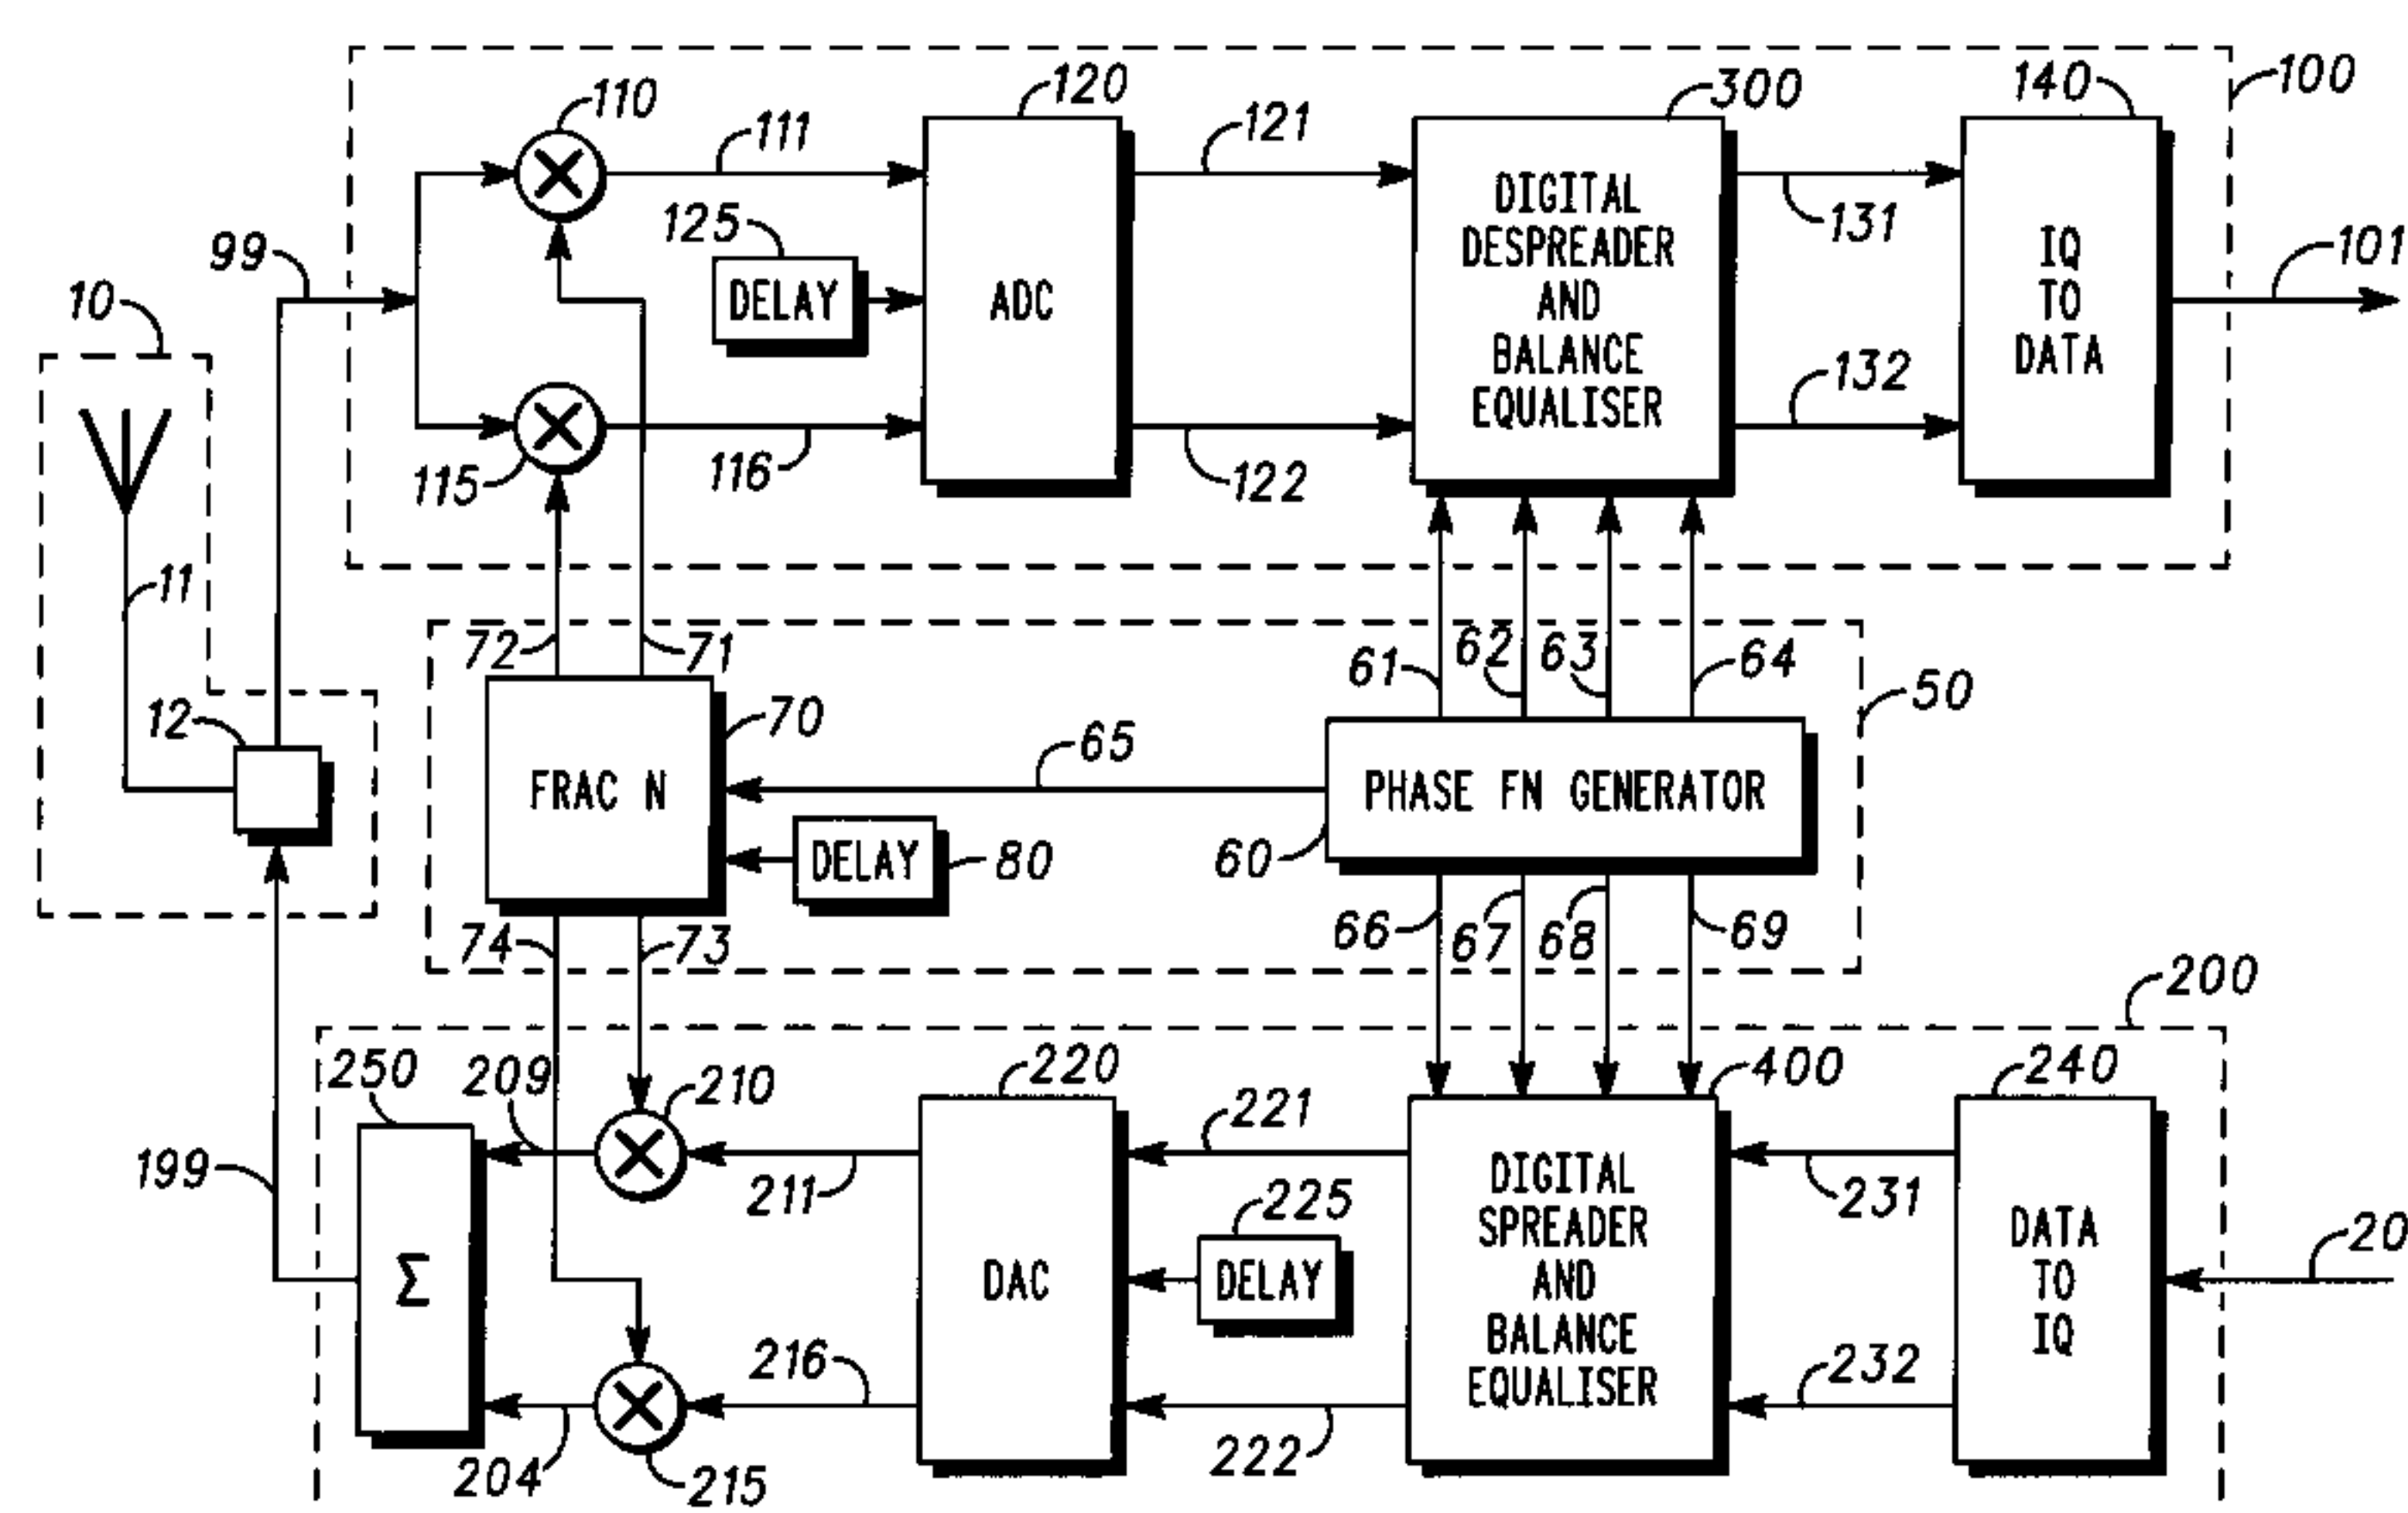 110
111
120
121
300
140
100
99
125
DELAY
ADC
DIGITAL
DESPREADER
AND
BALANCE
EQUALISER
131
IQ
TO
DATA
101
10
115
116
122
132
11
72
71
61
62
63
64
50
12
70
65
FRAC N
PHASE FN GENERATOR
DELAY
80
60
74
73
66
67
68
69
200
250
209
210
220
221
400
240
199
211
225
231
Σ
DAC
DELAY
DIGITAL
SPREADER
AND
BALANCE
EQUALISER
DATA
TO
IQ
20
216
232
204
215
222